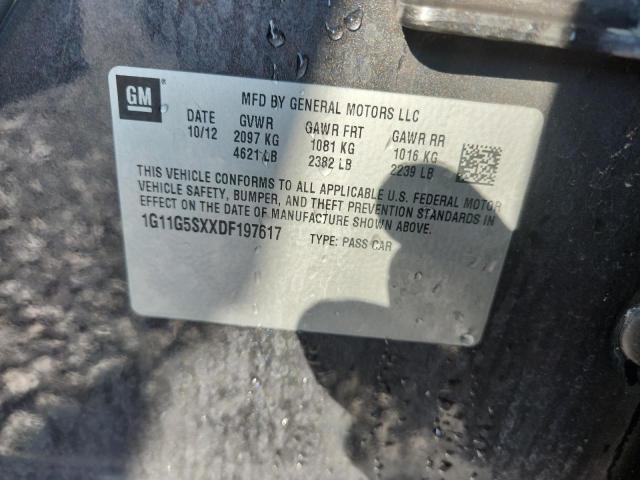 GM ®
MFD BY GENERAL MOTORS LLC
DATE GVWR GAWR FRT GAWR RR
10/12 2097 KG 1081 KG 1016 KG
4621 LB 2382 LB 2239 LB
THIS VEHICLE CONFORMS TO ALL APPLICABLE U.S. FEDERAL MOTOR
VEHICLE SAFETY, BUMPER, AND THEFT PREVENTION STANDARDS IN
EFFECT ON THE DATE OF MANUFACTURE SHOWN ABOVE.
1G11G5SXXDF197617 TYPE: PASS CAR